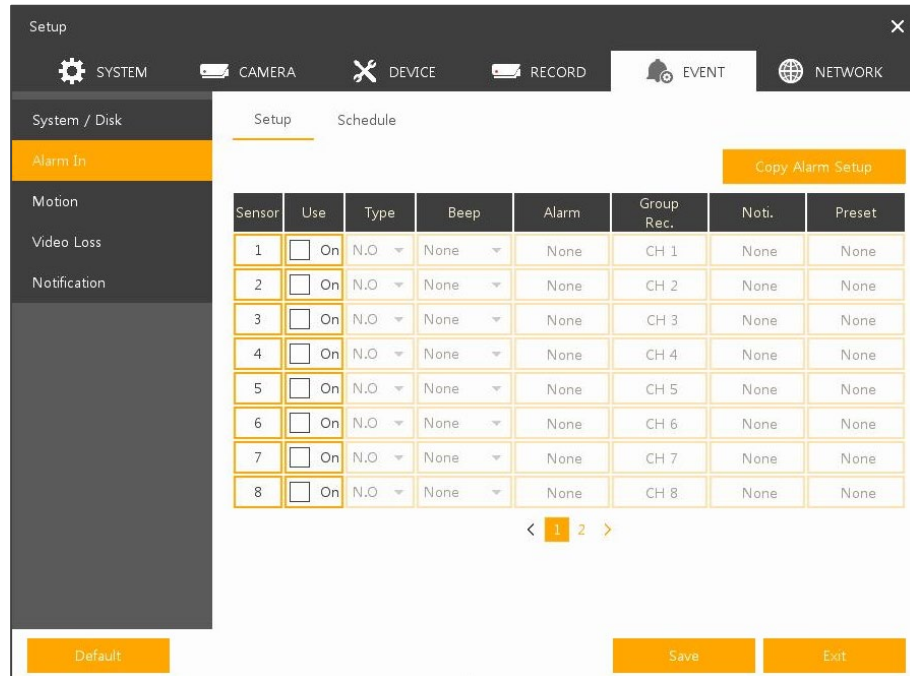 Setup
SYSTEM CAMERA DEVICE RECORD EVENT NETWORK
System / Disk
Alarm In
Motion
Video Loss
Notification
Setup Schedule
Copy Alarm Setup
Sensor Use Type Beep Alarm Group Rec. Noti. Preset
1 On N.O None None CH 1 None None
2 On N.O None None CH 2 None None
3 On N.O None None CH 3 None None
4 On N.O None None CH 4 None None
5 On N.O None None CH 5 None None
6 On N.O None None CH 6 None None
7 On N.O None None CH 7 None None
8 On N.O None None CH 8 None None
< 1 2 >
Default Save Exit